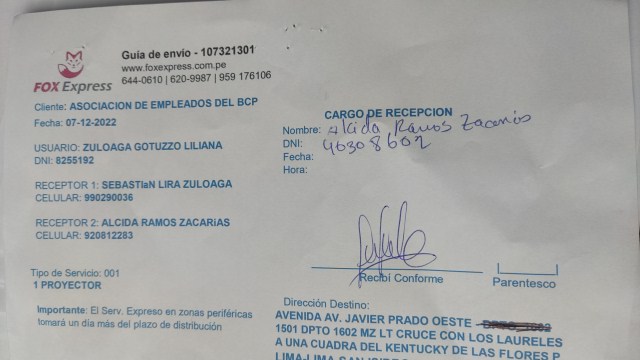 Guía de envio - 107321301
www.foxexpress.com.pe
644-0610 | 620-9987 | 959 176106
FOX Express
Cliente: ASOCIACION DE EMPLEADOS DEL BCP
Fecha: 07-12-2022
USUARIO: ZULOAGA GOTUZZO LILIANA
DNI: 8255192
RECEPTOR 1: SEBASTIaN LIRA ZULOAGA
CELULAR: 990290036
RECEPTOR 2: ALCIDA RAMOS ZACARiAS
CELULAR: 920812283
Tipo de Servicio: 001
1 PROYECTOR
Importante: El Serv. Expreso en zonas periféricas
tomará un día más del plazo de distribución
CARGO DE RECEPCION
Nombre: Alcida Ramos Zacarías
DNI: 46308602
Fecha:
Hora:
Recibí Conforme
Parentesco
Dirección Destino:
AVENIDA AV. JAVIER PRADO OESTE
1501 DPTO 1602 MZ LT CRUCE CON LOS LAURELES
A UNA CUADRA DEL KENTUCKY DE LAS FLORES P